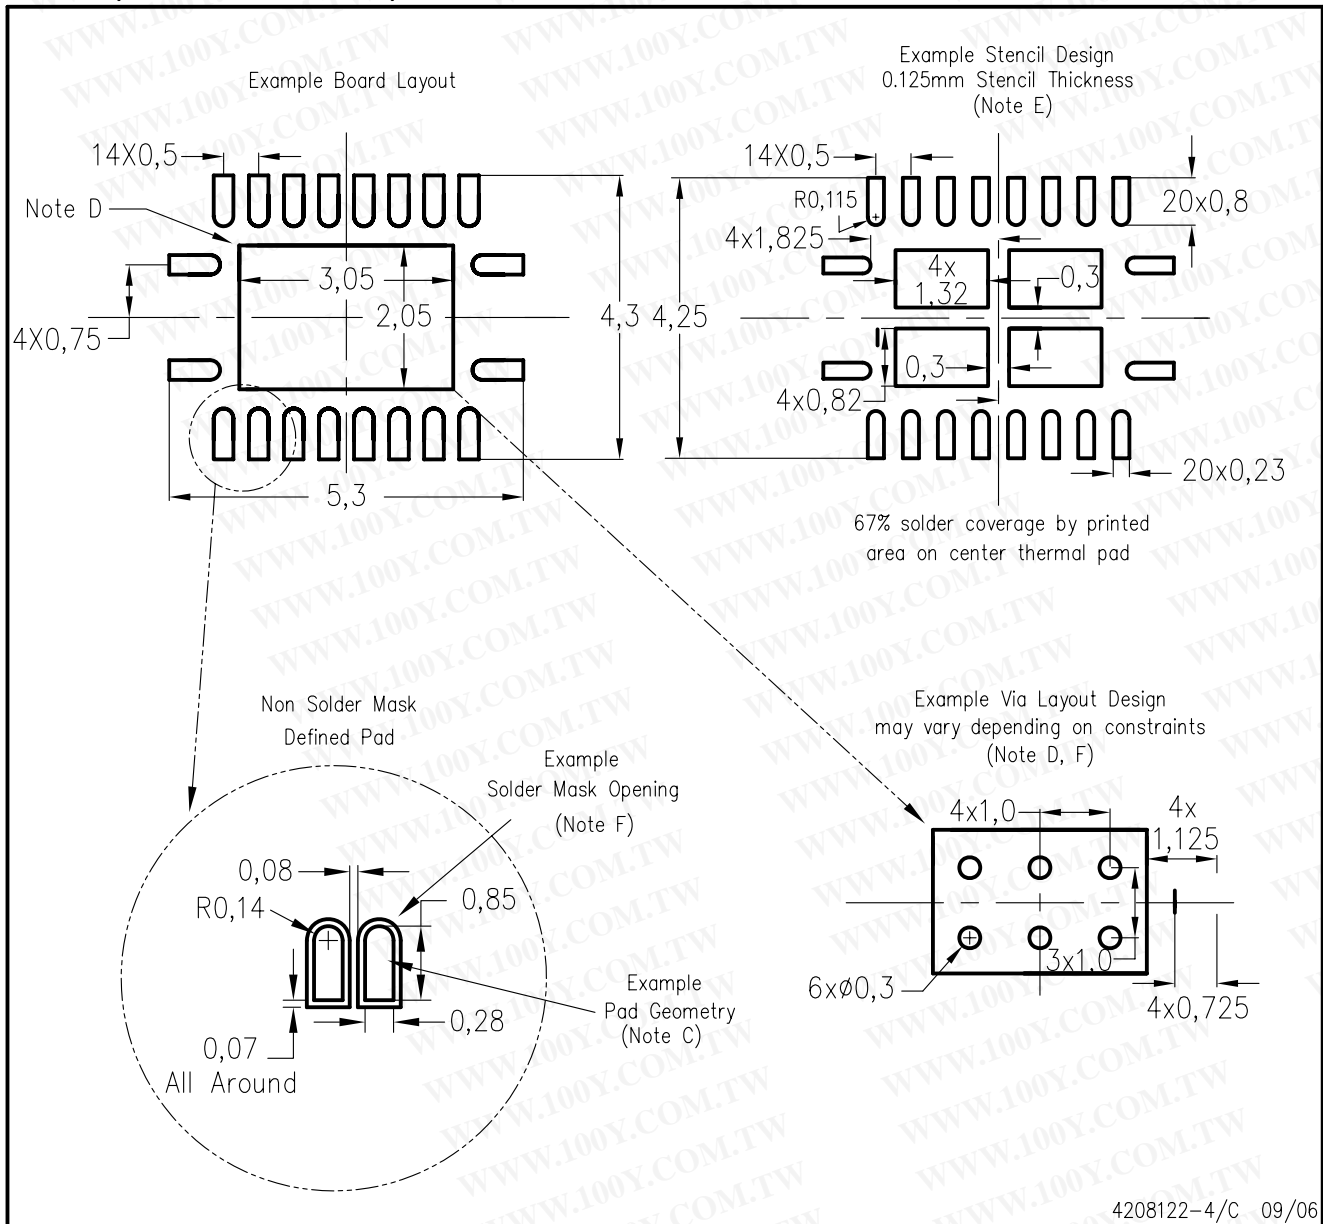 Example Board Layout
14X0,5
Note D
3,05
2,05
4,3
4X0,75
5,3
Example Stencil Design
0.125mm Stencil Thickness
(Note E)
14X0,5
R0,115
20x0,8
4x1,825
4x
1,32
0,3
4,25
0,3
4x0,82
20x0,23
67% solder coverage by printed
area on center thermal pad
Non Solder Mask
Defined Pad
Example
Solder Mask Opening
(Note F)
0,08
R0,14
0,85
Example
Pad Geometry
(Note C)
0,28
0,07
All Around
Example Via Layout Design
may vary depending on constraints
(Note D, F)
4x1,0
4x
1,125
3x1,0
6xø0,3
4x0,725
4208122-4/C 09/06
WWW.100Y.COM.TW